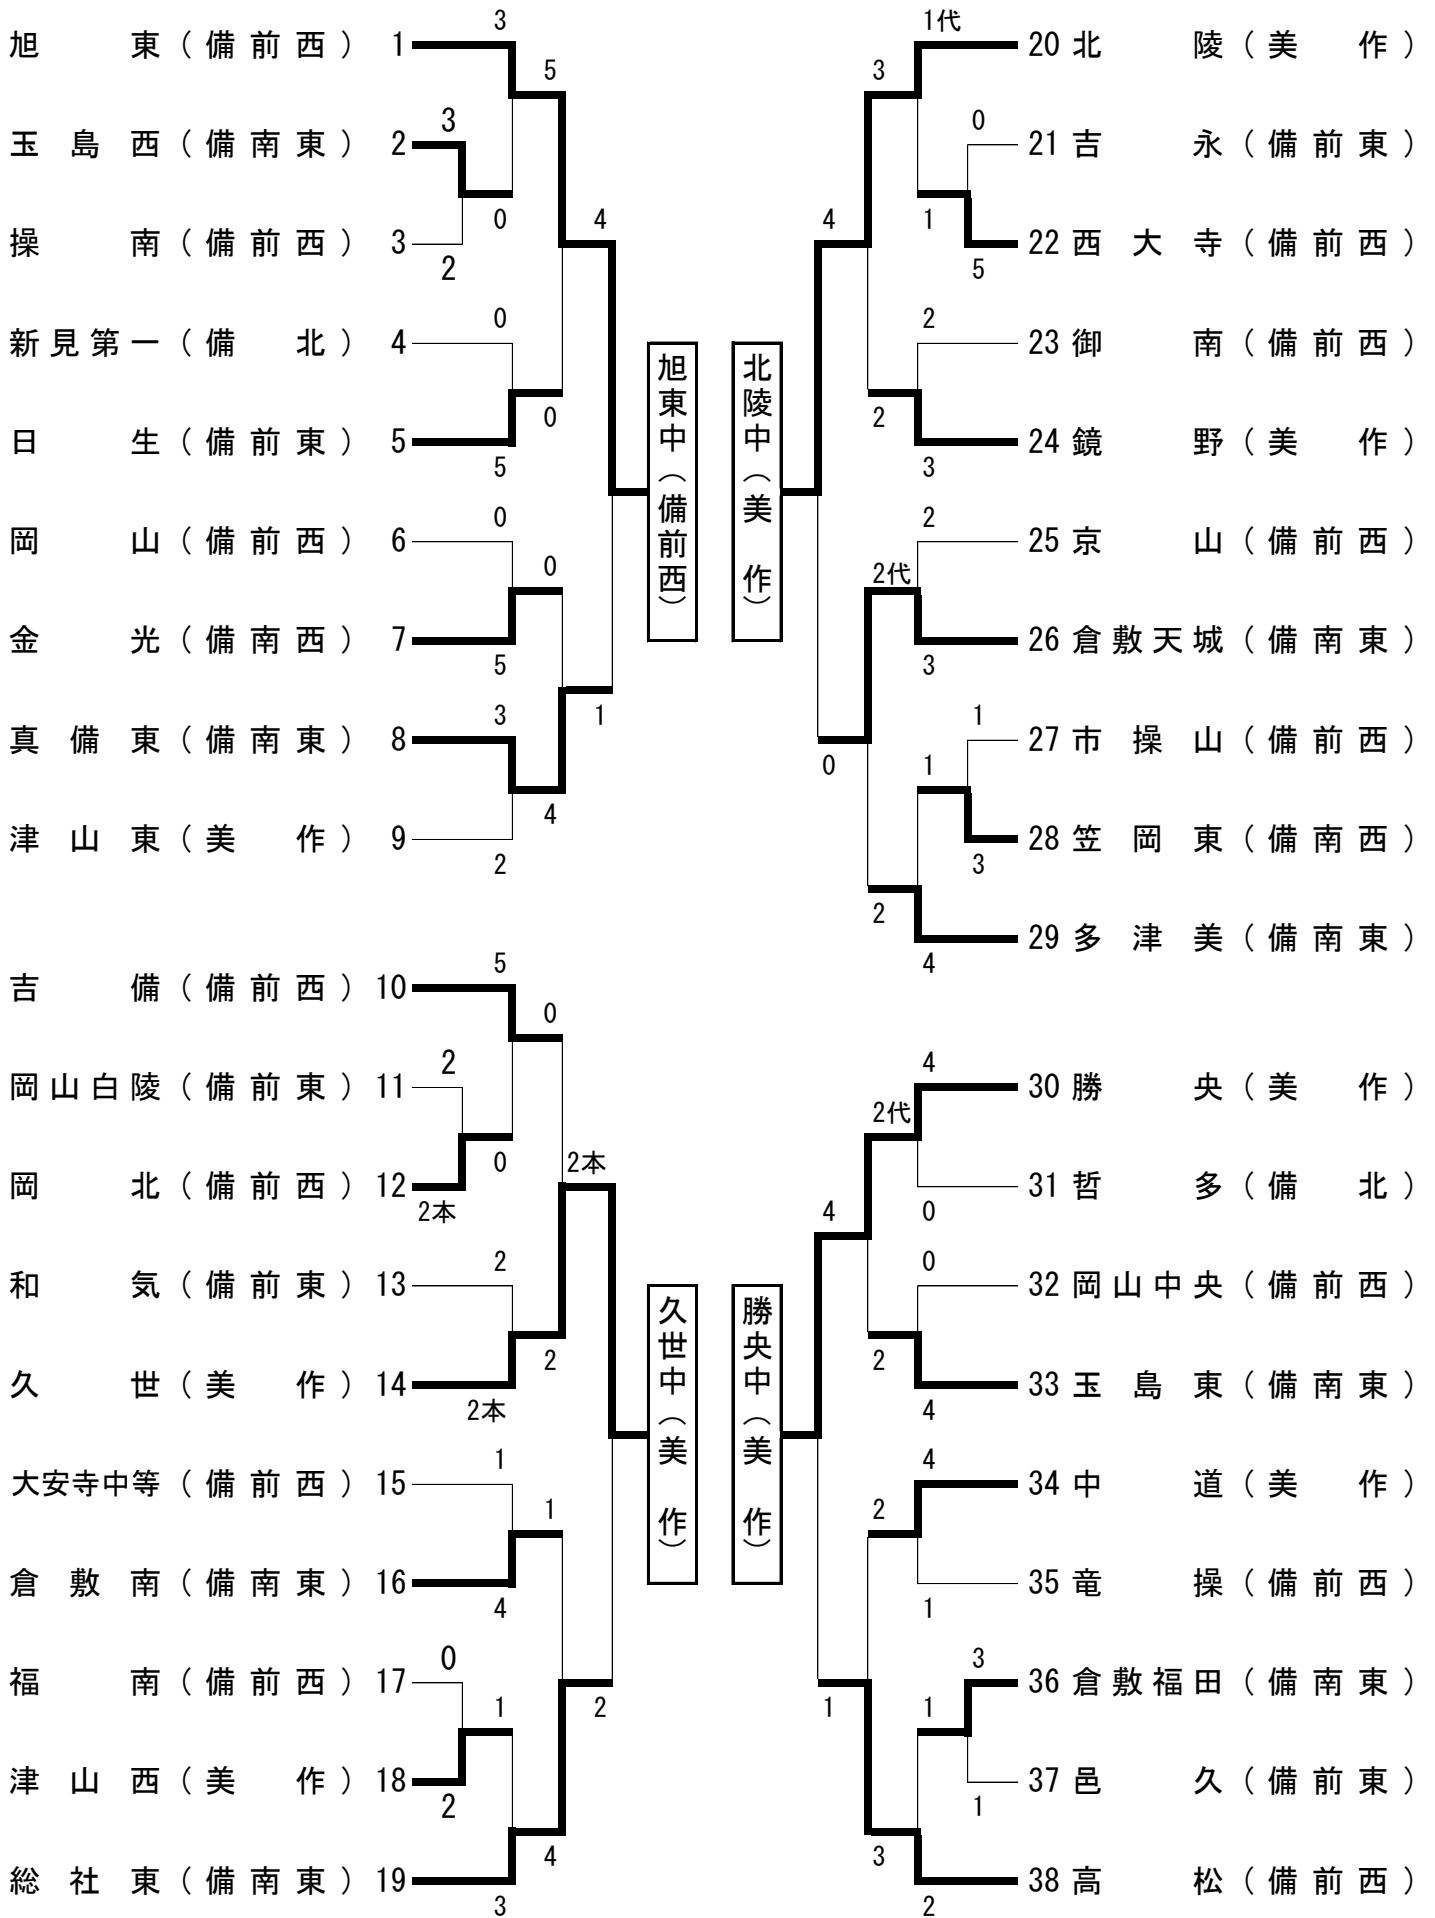 旭東（備前西） 1
玉島西（備南東） 2
操南（備前西） 3
新見第一（備北） 4
日生（備前東） 5
岡山（備前西） 6
金光（備南西） 7
真備東（備南東） 8
津山東（美作） 9
吉備（備前西） 10
岡山白陵（備前東） 11
岡北（備前西） 12
和気（備前東） 13
久世（美作） 14
大安寺中等（備前西） 15
倉敷南（備南東） 16
福南（備前西） 17
津山西（美作） 18
総社東（備南東） 19
3
5
3
0
2
4
0
0
5
0
0
5
3
1
4
2
5
0
2
0
2本
2本
2
2
2本
1
1
4
0
1
2
2
4
3
旭東中（備前西）
北陵中（美作）
久世中（美作）
勝央中（美作）
1代
3
0
4
1
5
2
2
3
2
2代
3
1
0
1
3
2
4
4
2代
4
0
0
2
4
4
2
1
3
1
1
1
3
2
20 北陵（美作）
21 吉永（備前東）
22 西大寺（備前西）
23 御南（備前西）
24 鏡野（美作）
25 京山（備前西）
26 倉敷天城（備南東）
27 市操山（備前西）
28 笠岡東（備南西）
29 多津美（備南東）
30 勝央（美作）
31 哲多（備北）
32 岡山中央（備前西）
33 玉島東（備南東）
34 中道（美作）
35 竜操（備前西）
36 倉敷福田（備南東）
37 邑久（備前東）
38 高松（備前西）